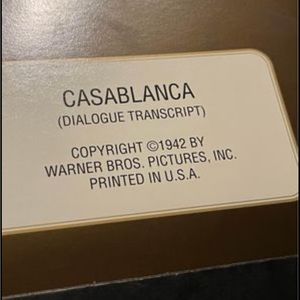 CASABLANCA
(DIALOGUE TRANSCRIPT)
COPYRIGHT ©1942 BY
WARNER BROS. PICTURES, INC.
PRINTED IN U.S.A.